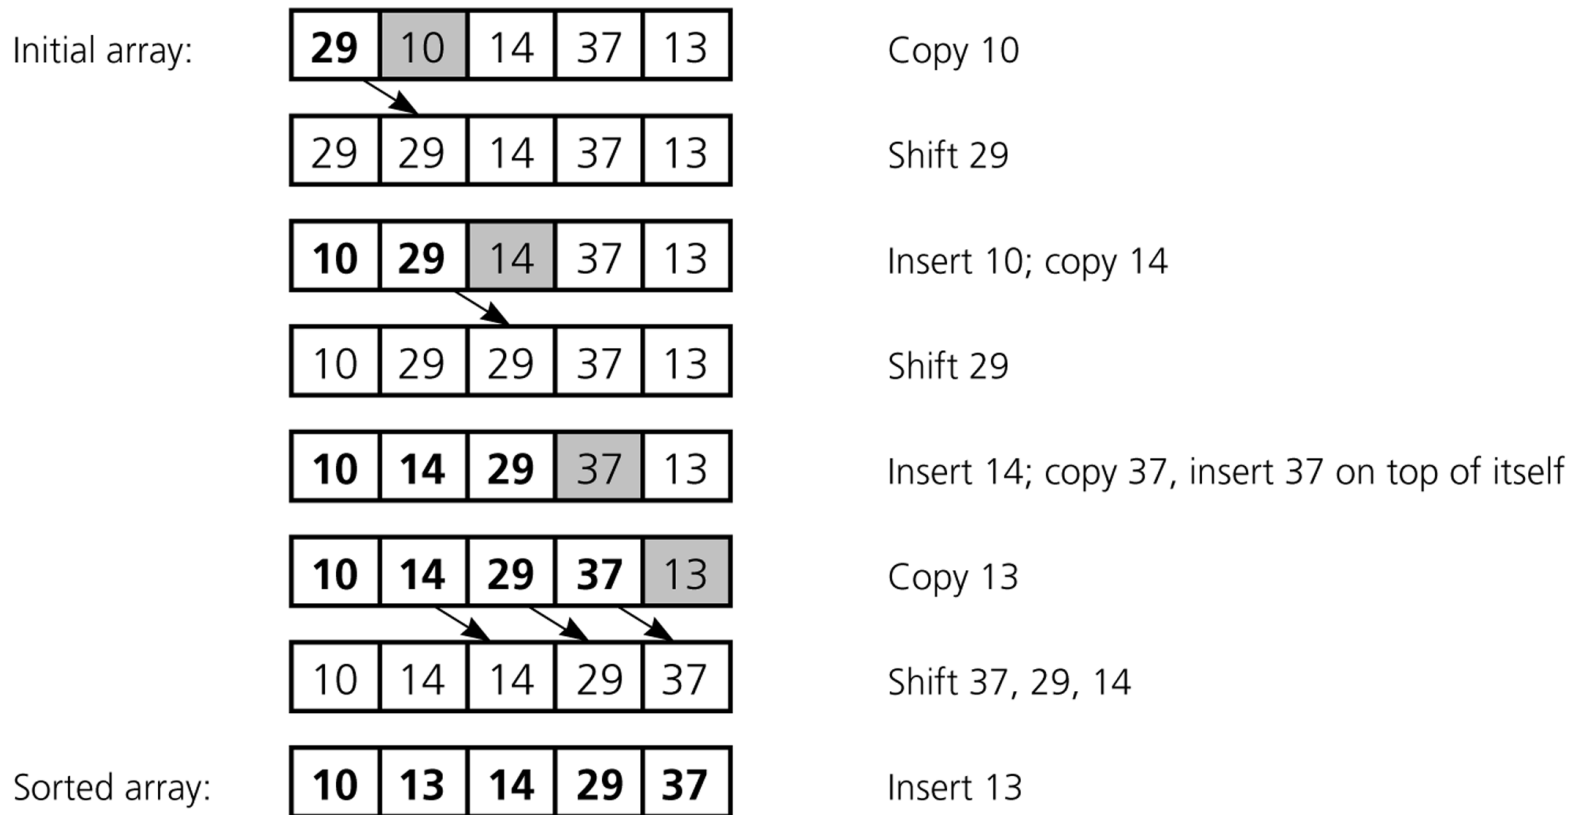 Initial array: 29 10 14 37 13 Copy 10
29 29 14 37 13 Shift 29
10 29 14 37 13 Insert 10; copy 14
10 29 29 37 13 Shift 29
10 14 29 37 13 Insert 14; copy 37, insert 37 on top of itself
10 14 29 37 13 Copy 13
10 14 14 29 37 Shift 37, 29, 14
Sorted array: 10 13 14 29 37 Insert 13